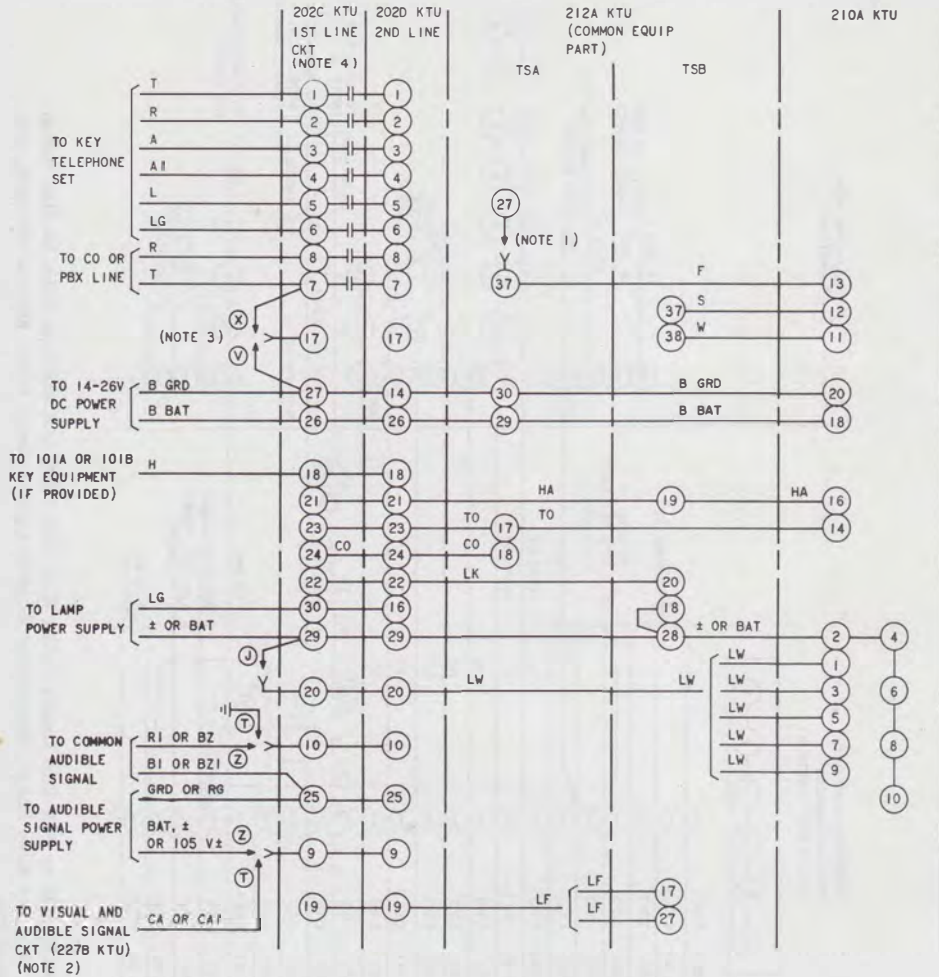 202C KTU 202D KTU 212A KTU 210A KTU
1ST LINE 2ND LINE (COMMON EQUIP
CKT PART)
(NOTE 4)
TSA TSB
T 1 1
R 2 2
TO KEY A 3 3
TELEPHONE A1 4 4
SET
L 5 5 27
LG 6 6 (NOTE 1)
TO CO OR R 8 8
PBX LINE T 7 7 37 F 13
X 37 S 12
(NOTE 3) 17 17 38 W 11
V
TO 14-26V B GRD 27 14 30 B GRD 20
DC POWER
SUPPLY B BAT 26 26 29 B BAT 18
TO 101A OR 101B H 18 18
KEY EQUIPMENT
(IF PROVIDED) 21 21 HA 19 HA 16
23 23 TO 17 TO 14
24 CO 24 CO 18
22 22 LK 20
TO LAMP LG 30 16 18
POWER SUPPLY ± OR BAT 29 29 28 ± OR BAT 2 4
J LW 1
20 20 LW LW LW 3 6
LW 5
T
TO COMMON R1 OR BZ Z 10 10 LW 7 8
AUDIBLE
SIGNAL B1 OR BZ1 LW 9
GRD OR RG 25 25 10
TO AUDIBLE
SIGNAL POWER BAT, ± Z
SUPPLY OR 105 V± 9 9
T
LF 17
TO VISUAL AND 19 19 LF
AUDIBLE SIGNAL CA OR CA1 LF 27
CKT (227B KTU)
(NOTE 2)